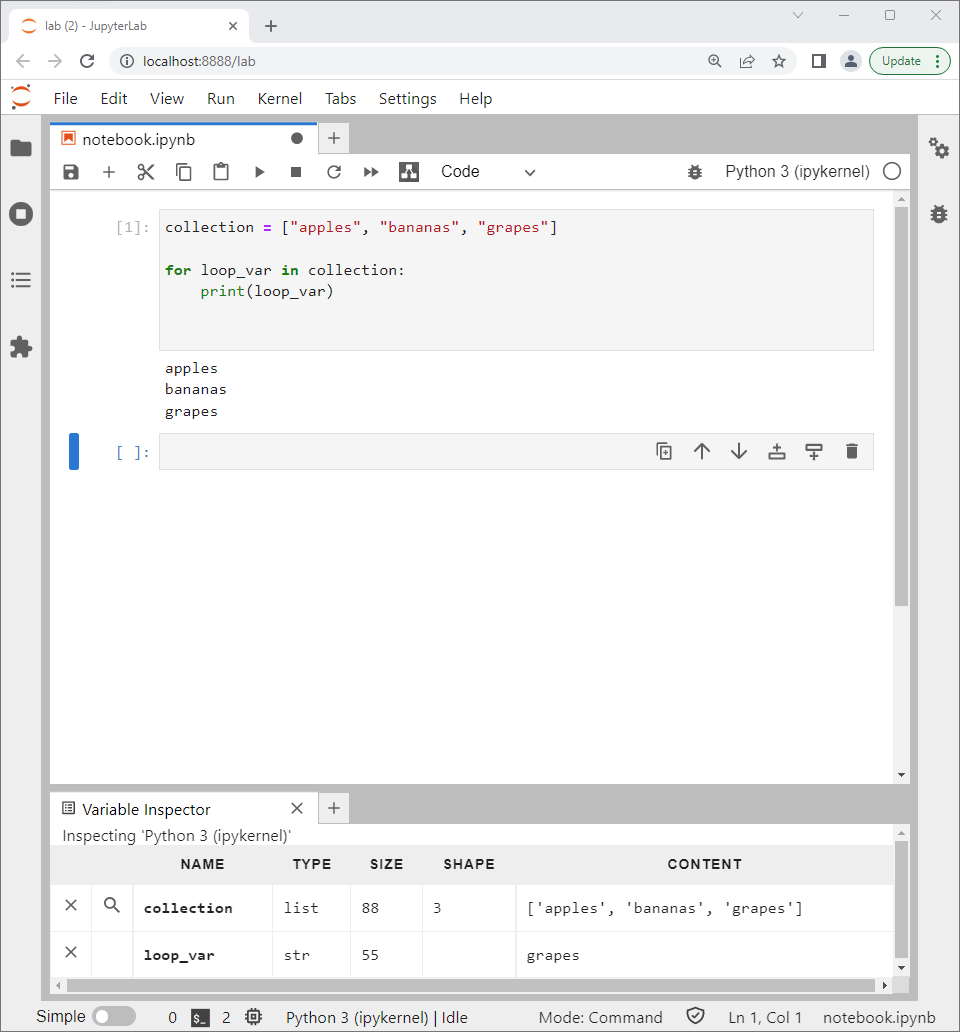 lab (2) - JupyterLab
localhost:8888/lab
Update
File Edit View Run Kernel Tabs Settings Help
notebook.ipynb
Code
Python 3 (ipykernel)
[1]: collection = ["apples", "bananas", "grapes"]
for loop_var in collection:
    print(loop_var)
apples
bananas
grapes
[ ]:
Variable Inspector
Inspecting 'Python 3 (ipykernel)'
NAME TYPE SIZE SHAPE CONTENT
collection list 88 3 ['apples', 'bananas', 'grapes']
loop_var str 55 grapes
Simple 0 $_ 2 Python 3 (ipykernel) | Idle Mode: Command Ln 1, Col 1 notebook.ipynb